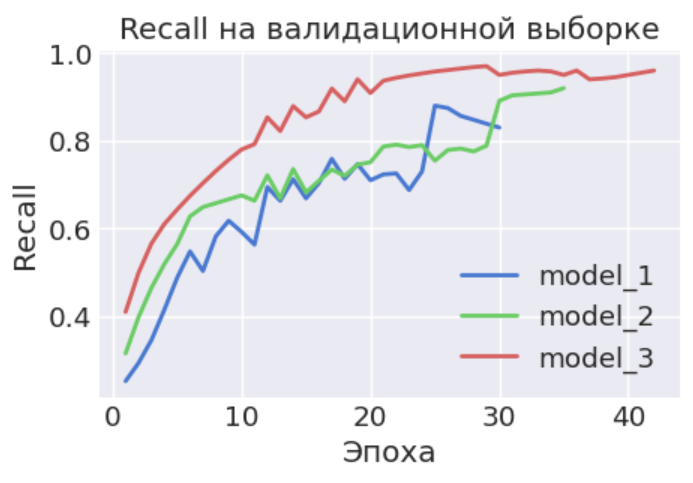 Recall на валидационной выборке
1.0
0.8
0.6
0.4
Recall
model_1
model_2
model_3
0 10 20 30 40
Эпоха